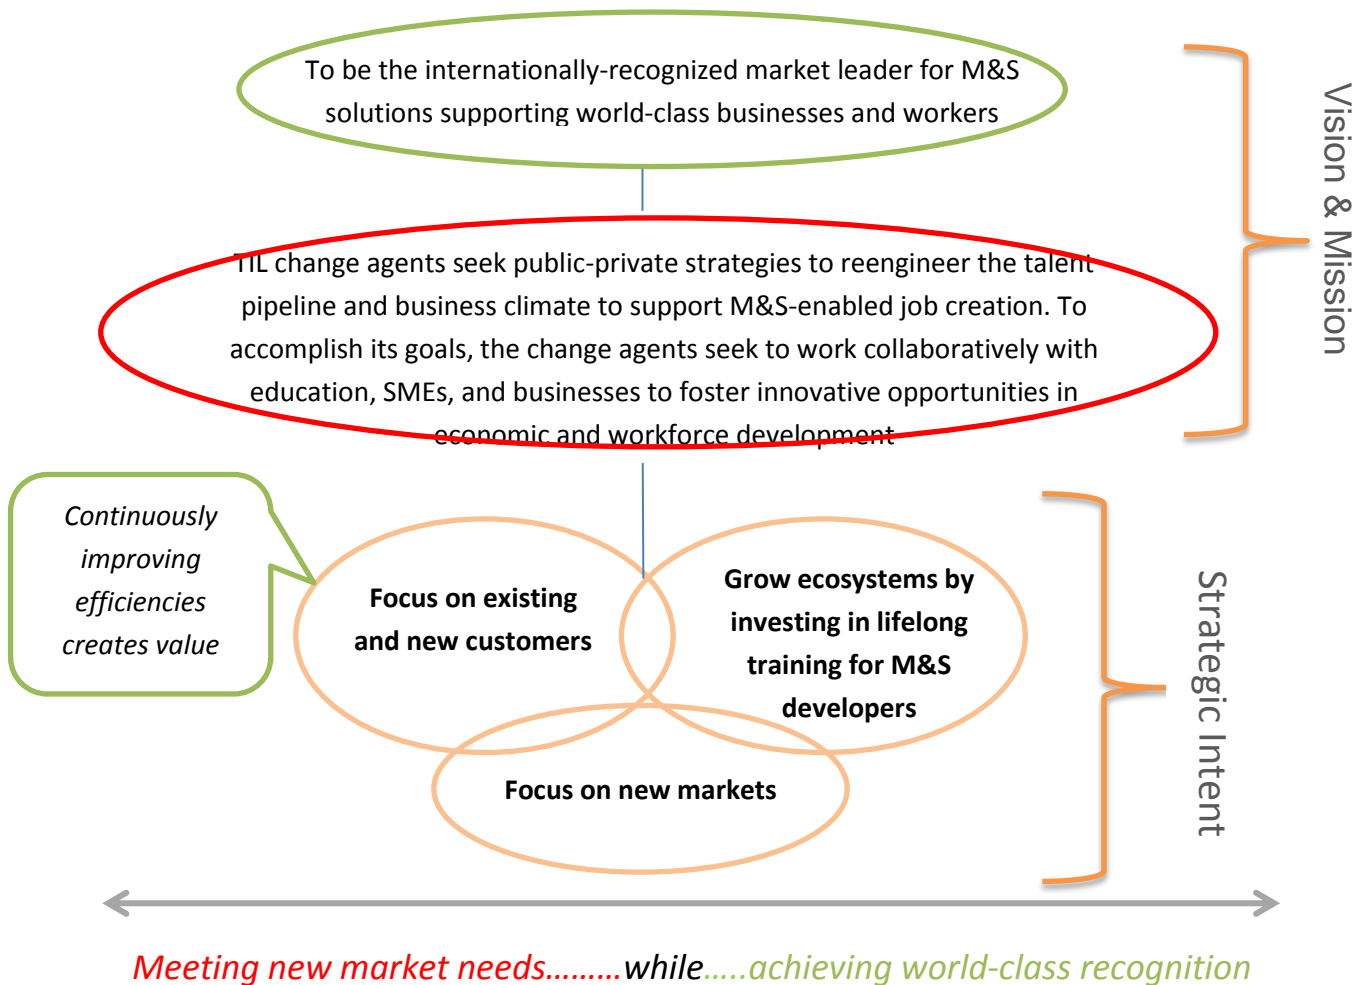 To be the internationally-recognized market leader for M&S
solutions supporting world-class businesses and workers
Vision & Mission
TIL change agents seek public-private strategies to reengineer the talent
pipeline and business climate to support M&S-enabled job creation. To
accomplish its goals, the change agents seek to work collaboratively with
education, SMEs, and businesses to foster innovative opportunities in
economic and workforce development
Continuously
improving
efficiencies
creates value
Focus on existing
and new customers
Grow ecosystems by
investing in lifelong
training for M&S
developers
Focus on new markets
Strategic Intent
Meeting new market needs.........while.....achieving world-class recognition